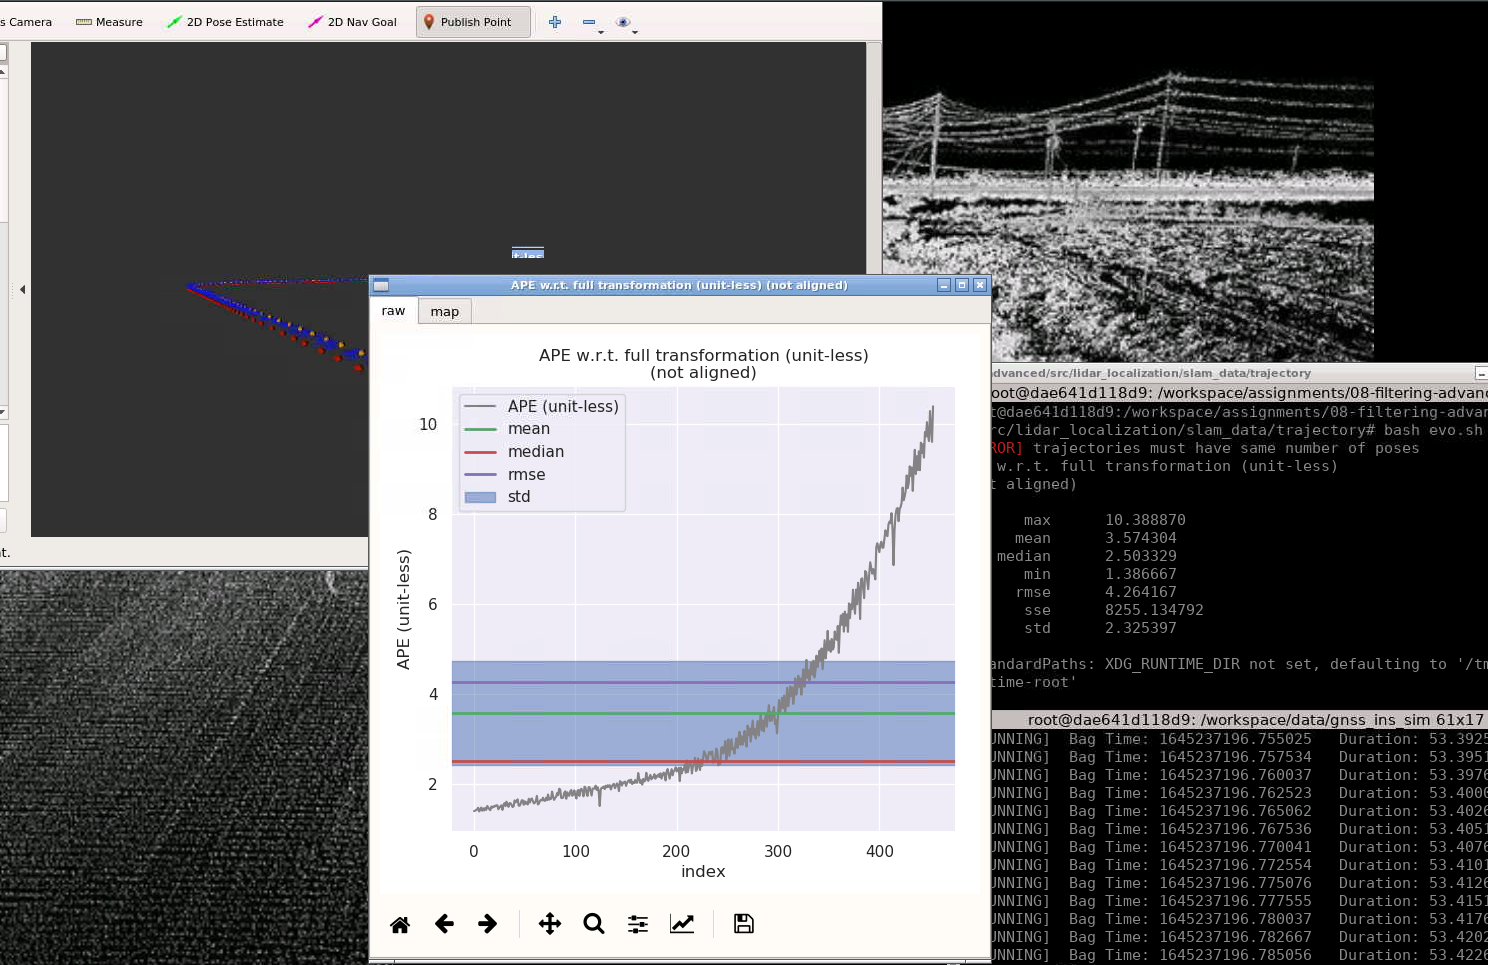 s Camera
Measure
2D Pose Estimate
2D Nav Goal
Publish Point
t-les
APE w.r.t. full transformation (unit-less) (not aligned)
raw
map
APE w.r.t. full transformation (unit-less)
(not aligned)
APE (unit-less)
mean
median
rmse
std
10
8
6
4
2
APE (unit-less)
0
100
200
300
400
index
t.
dvanced/src/lidar_localization/slam_data/trajectory
oot@dae641d118d9: /workspace/assignments/08-filtering-advanc
t@dae641d118d9:/workspace/assignments/08-filtering-advan
rc/lidar_localization/slam_data/trajectory# bash evo.sh
ROR] trajectories must have same number of poses
w.r.t. full transformation (unit-less)
t aligned)
max 10.388870
mean 3.574304
median 2.503329
min 1.386667
rmse 4.264167
sse 8255.134792
std 2.325397
andardPaths: XDG_RUNTIME_DIR not set, defaulting to '/tm
time-root'
root@dae641d118d9: /workspace/data/gnss_ins_sim 61x17
UNNING] Bag Time: 1645237196.755025 Duration: 53.3925
UNNING] Bag Time: 1645237196.757534 Duration: 53.3951
UNNING] Bag Time: 1645237196.760037 Duration: 53.3976
UNNING] Bag Time: 1645237196.762523 Duration: 53.4000
UNNING] Bag Time: 1645237196.765062 Duration: 53.4026
UNNING] Bag Time: 1645237196.767536 Duration: 53.4051
UNNING] Bag Time: 1645237196.770041 Duration: 53.4076
UNNING] Bag Time: 1645237196.772554 Duration: 53.4101
UNNING] Bag Time: 1645237196.775076 Duration: 53.4126
UNNING] Bag Time: 1645237196.777555 Duration: 53.4151
UNNING] Bag Time: 1645237196.780037 Duration: 53.4176
UNNING] Bag Time: 1645237196.782667 Duration: 53.4202
UNNING] Bag Time: 1645237196.785056 Duration: 53.4226